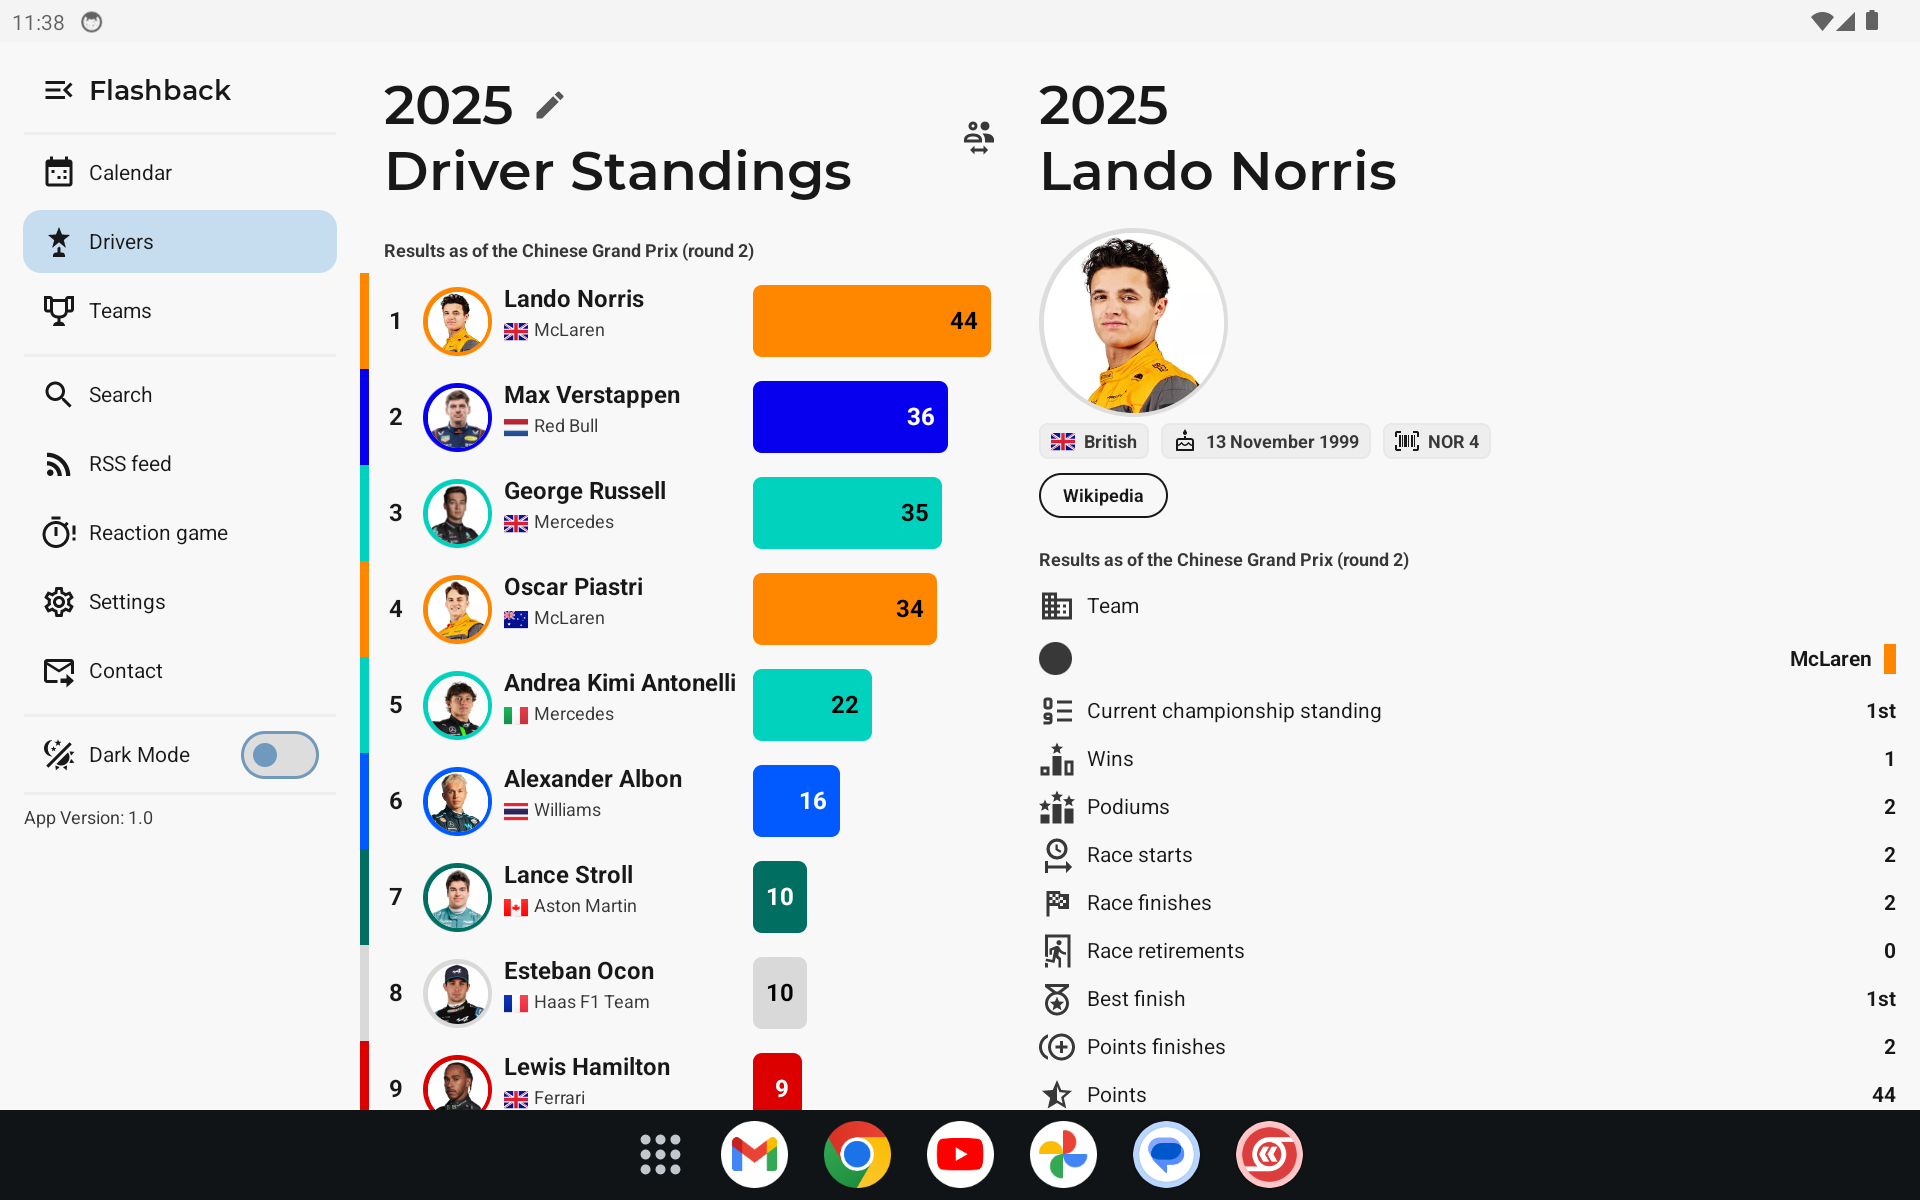 11:38
Flashback
Calendar
Drivers
Teams
Search
RSS feed
Reaction game
Settings
Contact
Dark Mode
App Version: 1.0
2025
Driver Standings
Results as of the Chinese Grand Prix (round 2)
1
Lando Norris
McLaren
44
2
Max Verstappen
Red Bull
36
3
George Russell
Mercedes
35
4
Oscar Piastri
McLaren
34
5
Andrea Kimi Antonelli
Mercedes
22
6
Alexander Albon
Williams
16
7
Lance Stroll
Aston Martin
10
8
Esteban Ocon
Haas F1 Team
10
9
Lewis Hamilton
Ferrari
9
2025
Lando Norris
British
13 November 1999
NOR 4
Wikipedia
Results as of the Chinese Grand Prix (round 2)
Team
McLaren
Current championship standing 1st
Wins 1
Podiums 2
Race starts 2
Race finishes 2
Race retirements 0
Best finish 1st
Points finishes 2
Points 44